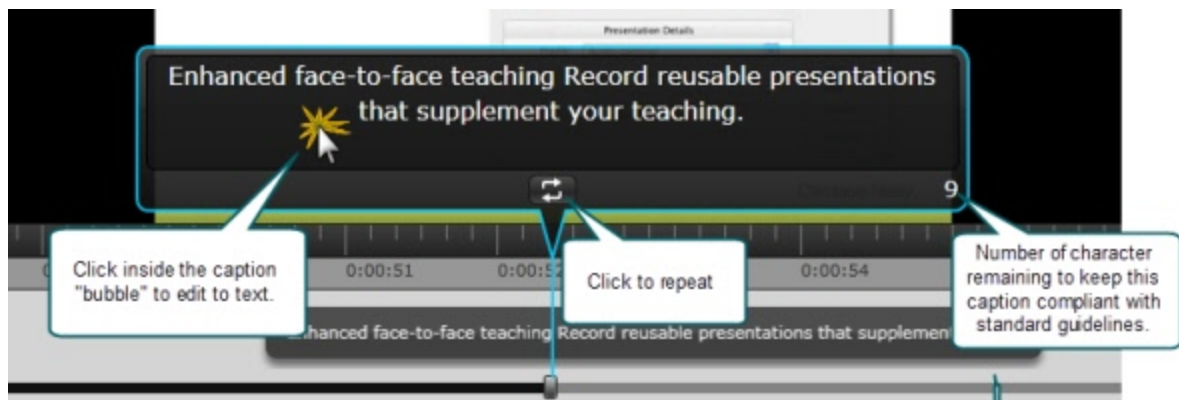 Presentation Details
Enhanced face-to-face teaching Record reusable presentations
that supplement your teaching.
9
Click inside the caption
"bubble" to edit to text.
Click to repeat
Number of character
remaining to keep this
caption compliant with
standard guidelines.
0:00:51
0:00:52
0:00:54
Enhanced face-to-face teaching Record reusable presentations that supplement